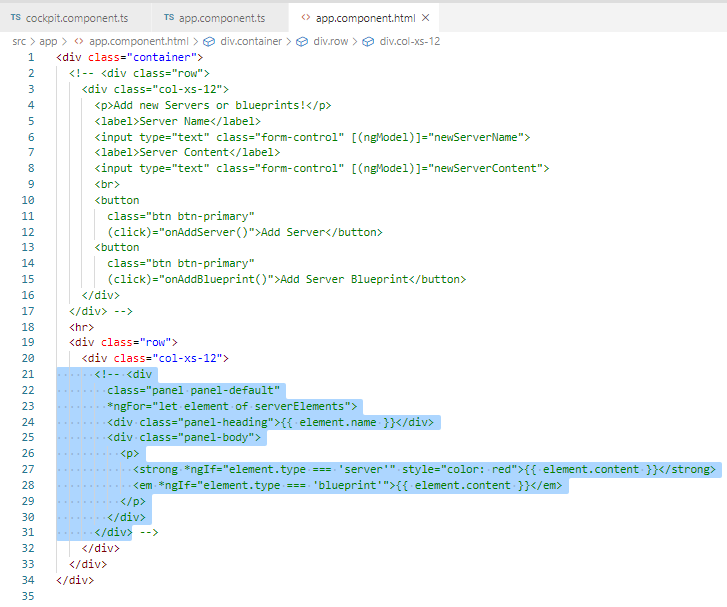 TS cockpit.component.ts TS app.component.ts <> app.component.html ×
src > app > <> app.component.html > div.container > div.row > div.col-xs-12
1 <div class="container">
2 <!-- <div class="row">
3 <div class="col-xs-12">
4 <p>Add new Servers or blueprints!</p>
5 <label>Server Name</label>
6 <input type="text" class="form-control" [(ngModel)]="newServerName">
7 <label>Server Content</label>
8 <input type="text" class="form-control" [(ngModel)]="newServerContent">
9 <br>
10 <button
11 class="btn btn-primary"
12 (click)="onAddServer()">Add Server</button>
13 <button
14 class="btn btn-primary"
15 (click)="onAddBlueprint()">Add Server Blueprint</button>
16 </div>
17 </div> -->
18 <hr>
19 <div class="row">
20 <div class="col-xs-12">
21 <!-- <div
22 class="panel panel-default"
23 *ngFor="let element of serverElements">
24 <div class="panel-heading">{{ element.name }}</div>
25 <div class="panel-body">
26 <p>
27 <strong *ngIf="element.type === 'server'" style="color: red">{{ element.content }}</strong>
28 <em *ngIf="element.type === 'blueprint'">{{ element.content }}</em>
29 </p>
30 </div>
31 </div> -->
32 </div>
33 </div>
34 </div>
35